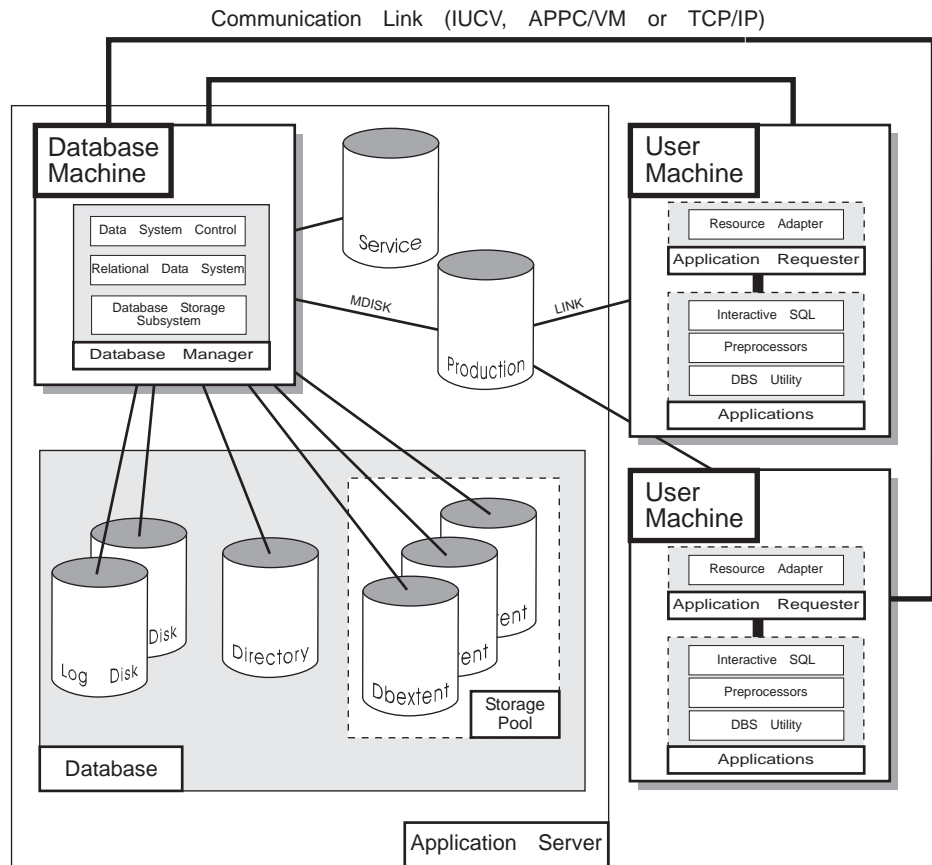 Communication Link (IUCV, APPC/VM or TCP/IP)
Database
Machine
Data System Control
Relational Data System
Database Storage
Subsystem
Database Manager
Service
MDISK
Production
LINK
User
Machine
Resource Adapter
Application Requester
Interactive SQL
Preprocessors
DBS Utility
Applications
User
Machine
Resource Adapter
Application Requester
Interactive SQL
Preprocessors
DBS Utility
Applications
Disk
Log Disk
Directory
tent
rent
Dbextent
Storage
Pool
Database
Application Server